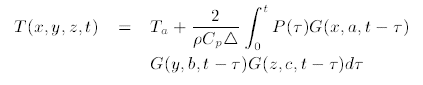 T(x, y, z, t) = T_a + \frac{2}{\rho C_p \triangle} \int_0^t P(\tau) G(x, a, t - \tau)
G(y, b, t - \tau) G(z, c, t - \tau) d\tau